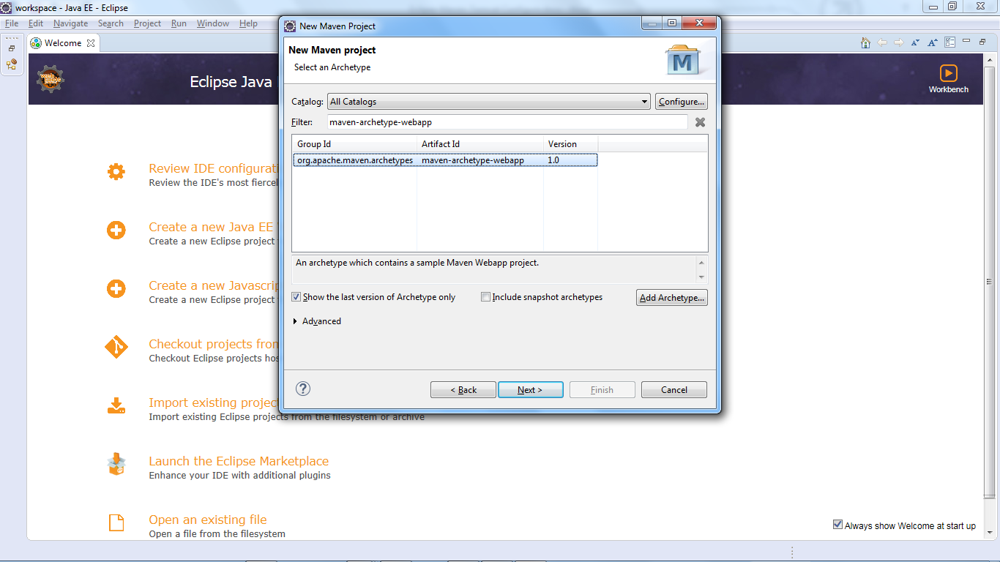 workspace - Java EE - Eclipse
File Edit Navigate Search Project Run Window Help
Welcome
Eclipse Java
Workbench
Review IDE configurati
Review the IDE's most fiercel
Create a new Java EE
Create a new Eclipse project
Create a new Javascrip
Create a new Eclipse project
Checkout projects from
Checkout Eclipse projects hos
Import existing project
Import existing Eclipse projects from the filesystem or archive
Launch the Eclipse Marketplace
Enhance your IDE with additional plugins
Open an existing file
Open a file from the filesystem
Always show Welcome at start up
New Maven Project
New Maven project
Select an Archetype
M
Catalog: All Catalogs Configure...
Filter: maven-archetype-webapp
Group Id Artifact Id Version
org.apache.maven.archetypes maven-archetype-webapp 1.0
An archetype which contains a sample Maven Webapp project.
Show the last version of Archetype only Include snapshot archetypes Add Archetype...
Advanced
? < Back Next > Finish Cancel